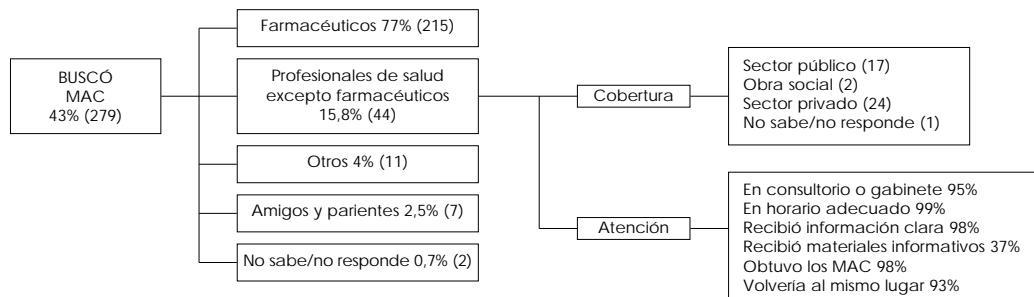 BUSCÓ
MAC
43% (279)
Farmacéuticos 77% (215)
Profesionales de salud
excepto farmacéuticos
15,8% (44)
Otros 4% (11)
Amigos y parientes 2,5% (7)
No sabe/no responde 0,7% (2)
Cobertura
Sector público (17)
Obra social (2)
Sector privado (24)
No sabe/no responde (1)
Atención
En consultorio o gabinete 95%
En horario adecuado 99%
Recibió información clara 98%
Recibió materiales informativos 37%
Obtuvo los MAC 98%
Volvería al mismo lugar 93%